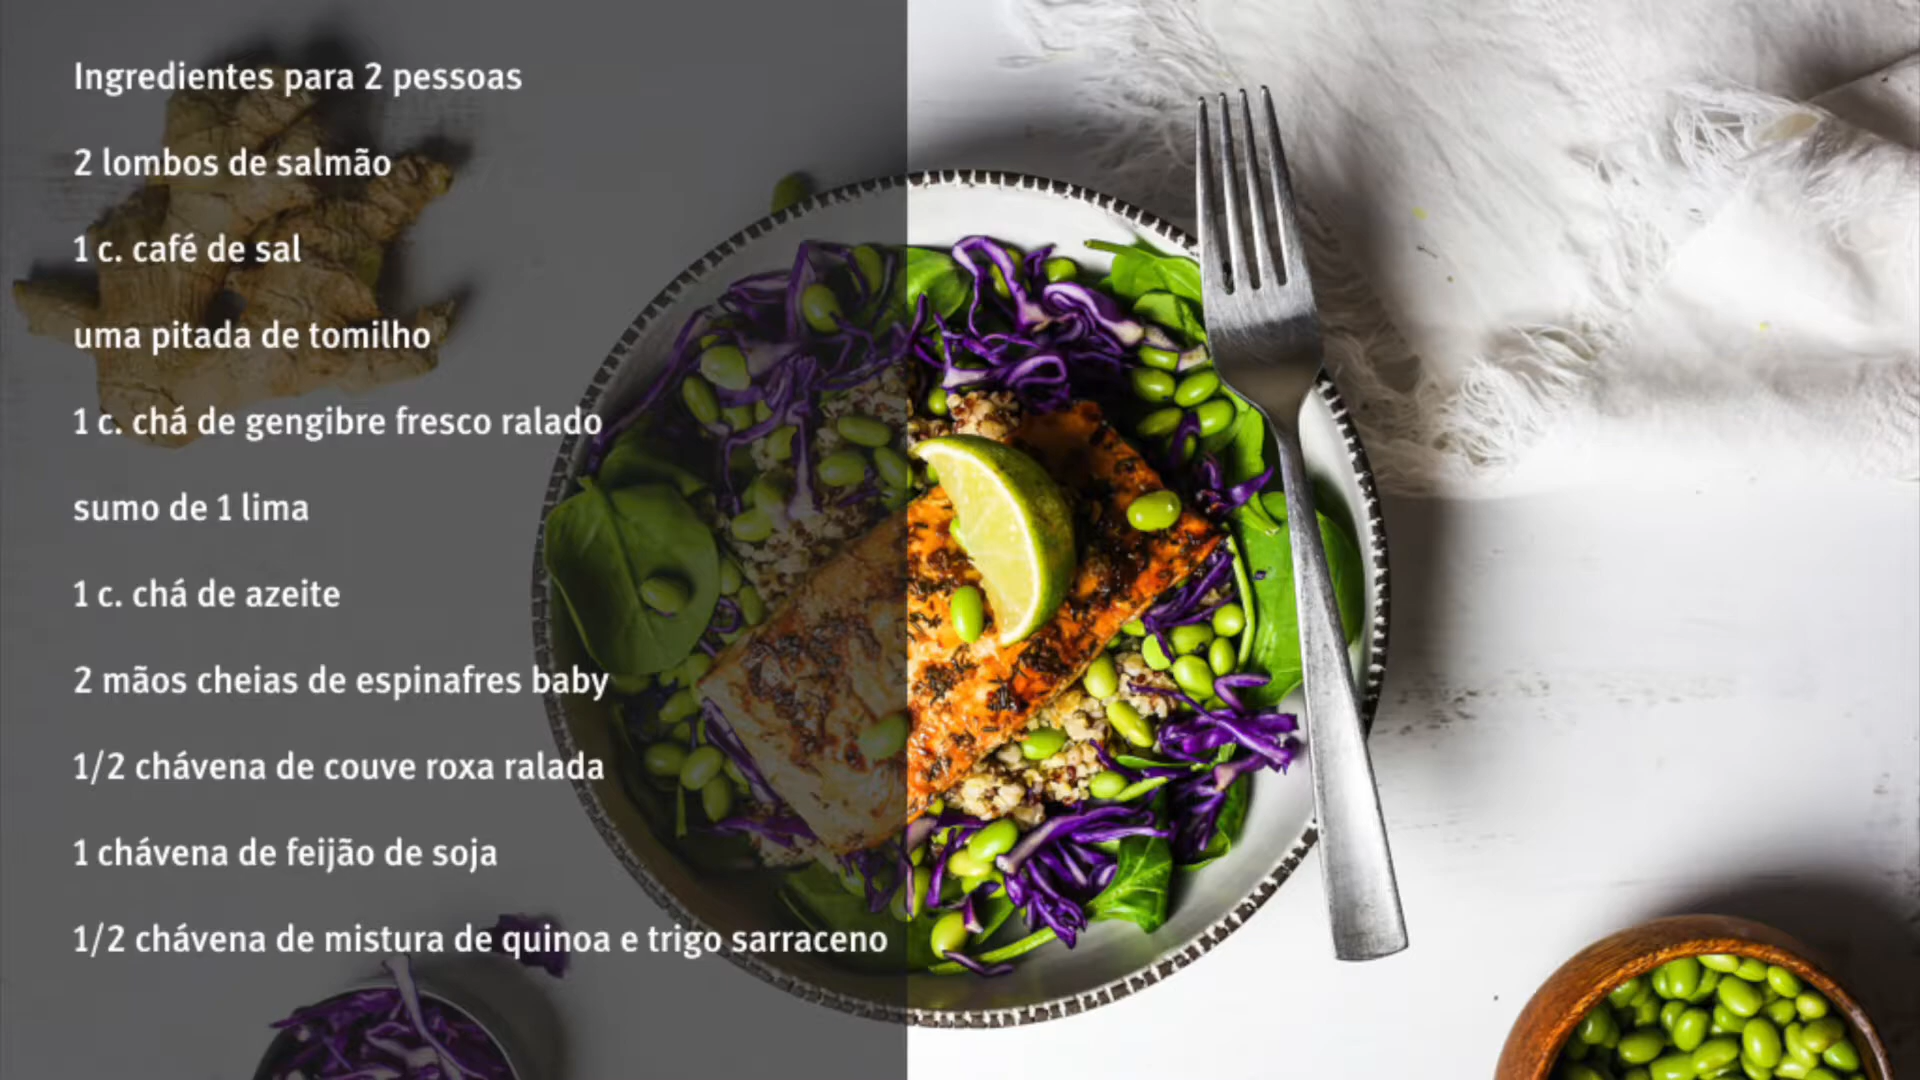 Ingredientes para 2 pessoas
2 lombos de salmão
1 c. café de sal
uma pitada de tomilho
1 c. chá de gengibre fresco ralado
sumo de 1 lima
1 c. chá de azeite
2 mãos cheias de espinafres baby
1/2 chávena de couve roxa ralada
1 chávena de feijão de soja
1/2 chávena de mistura de quinoa e trigo sarraceno